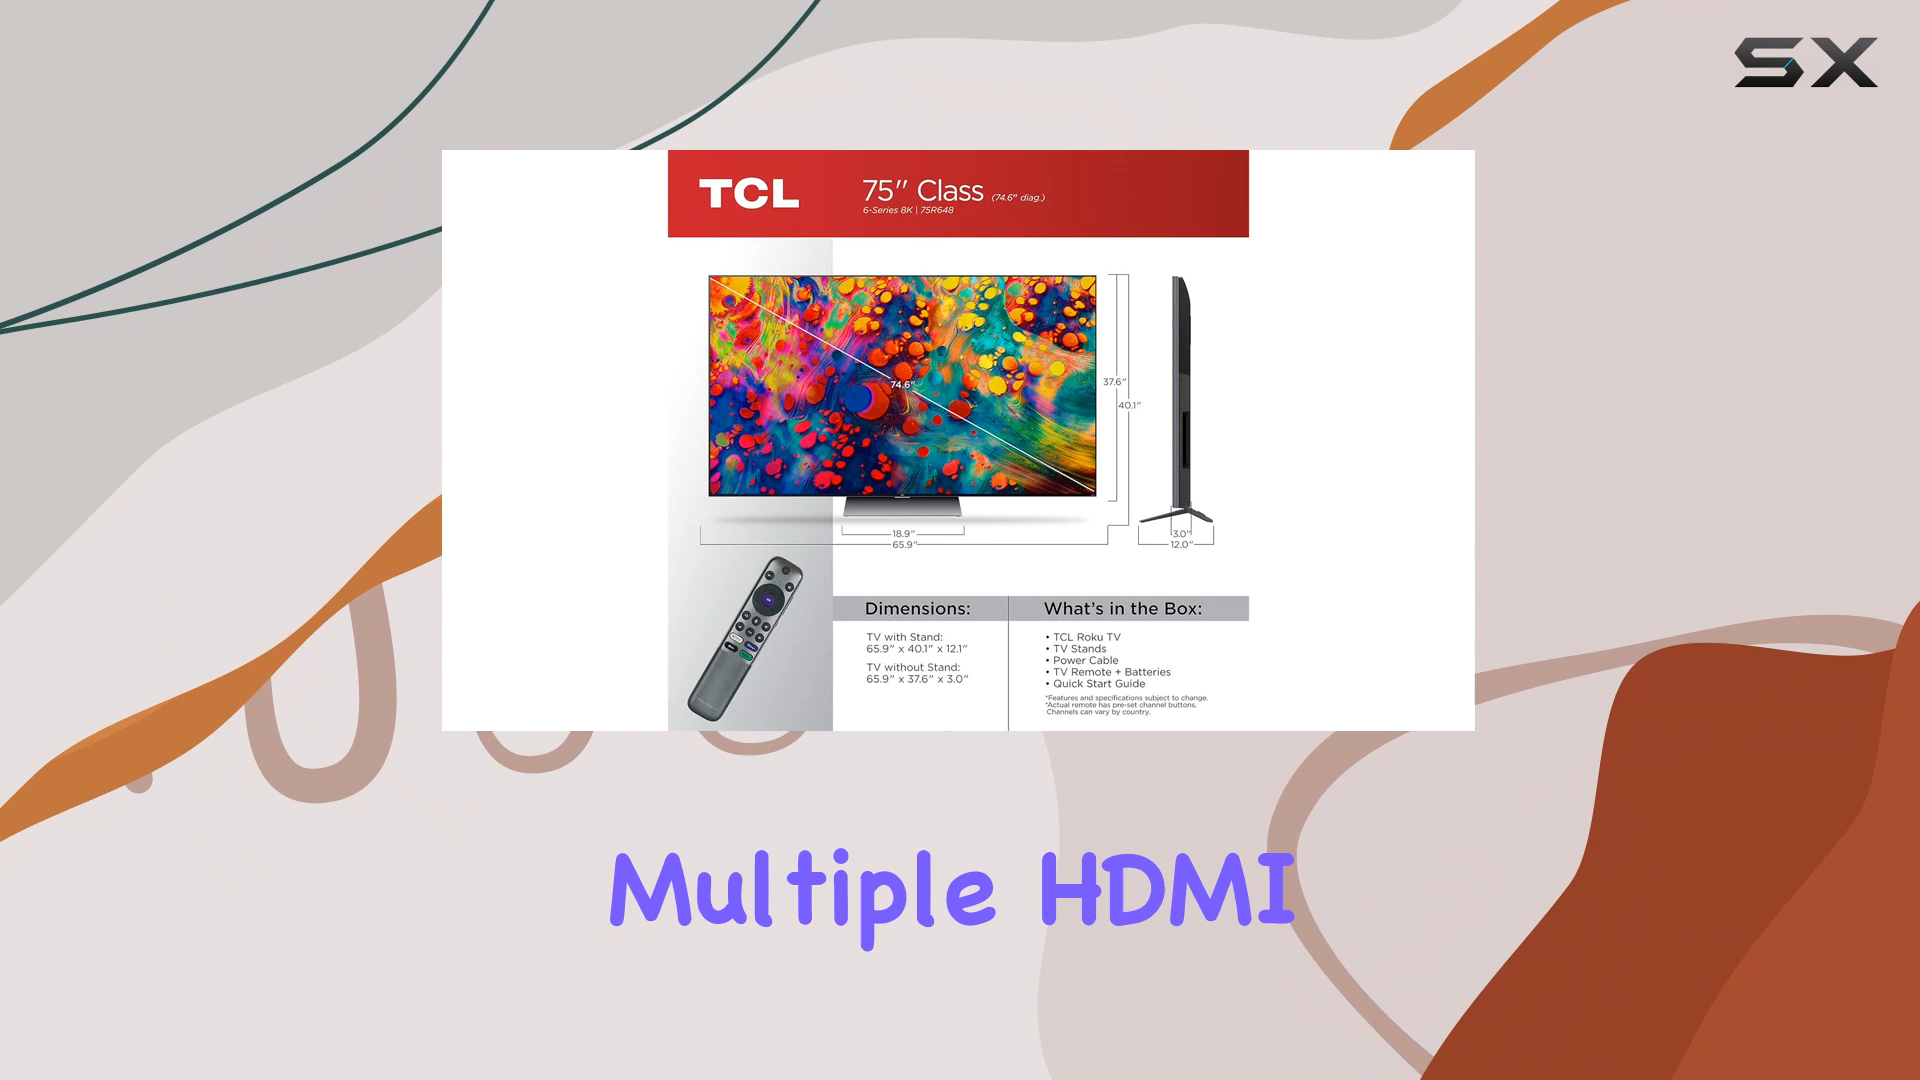 SX
TCL
75" Class (74.6" diag.)
6-Series 8K | 75R648
74.6"
37.6"
40.1"
18.9"
65.9"
3.0"
12.0"
Dimensions:
TV with Stand:
65.9" x 40.1" x 12.1"
TV without Stand:
65.9" x 37.6" x 3.0"
What's in the Box:
• TCL Roku TV
• TV Stands
• Power Cable
• TV Remote + Batteries
• Quick Start Guide
*Features and specifications subject to change.
*Actual remote has pre-set channel buttons.
Channels can vary by country.
Multiple HDMI